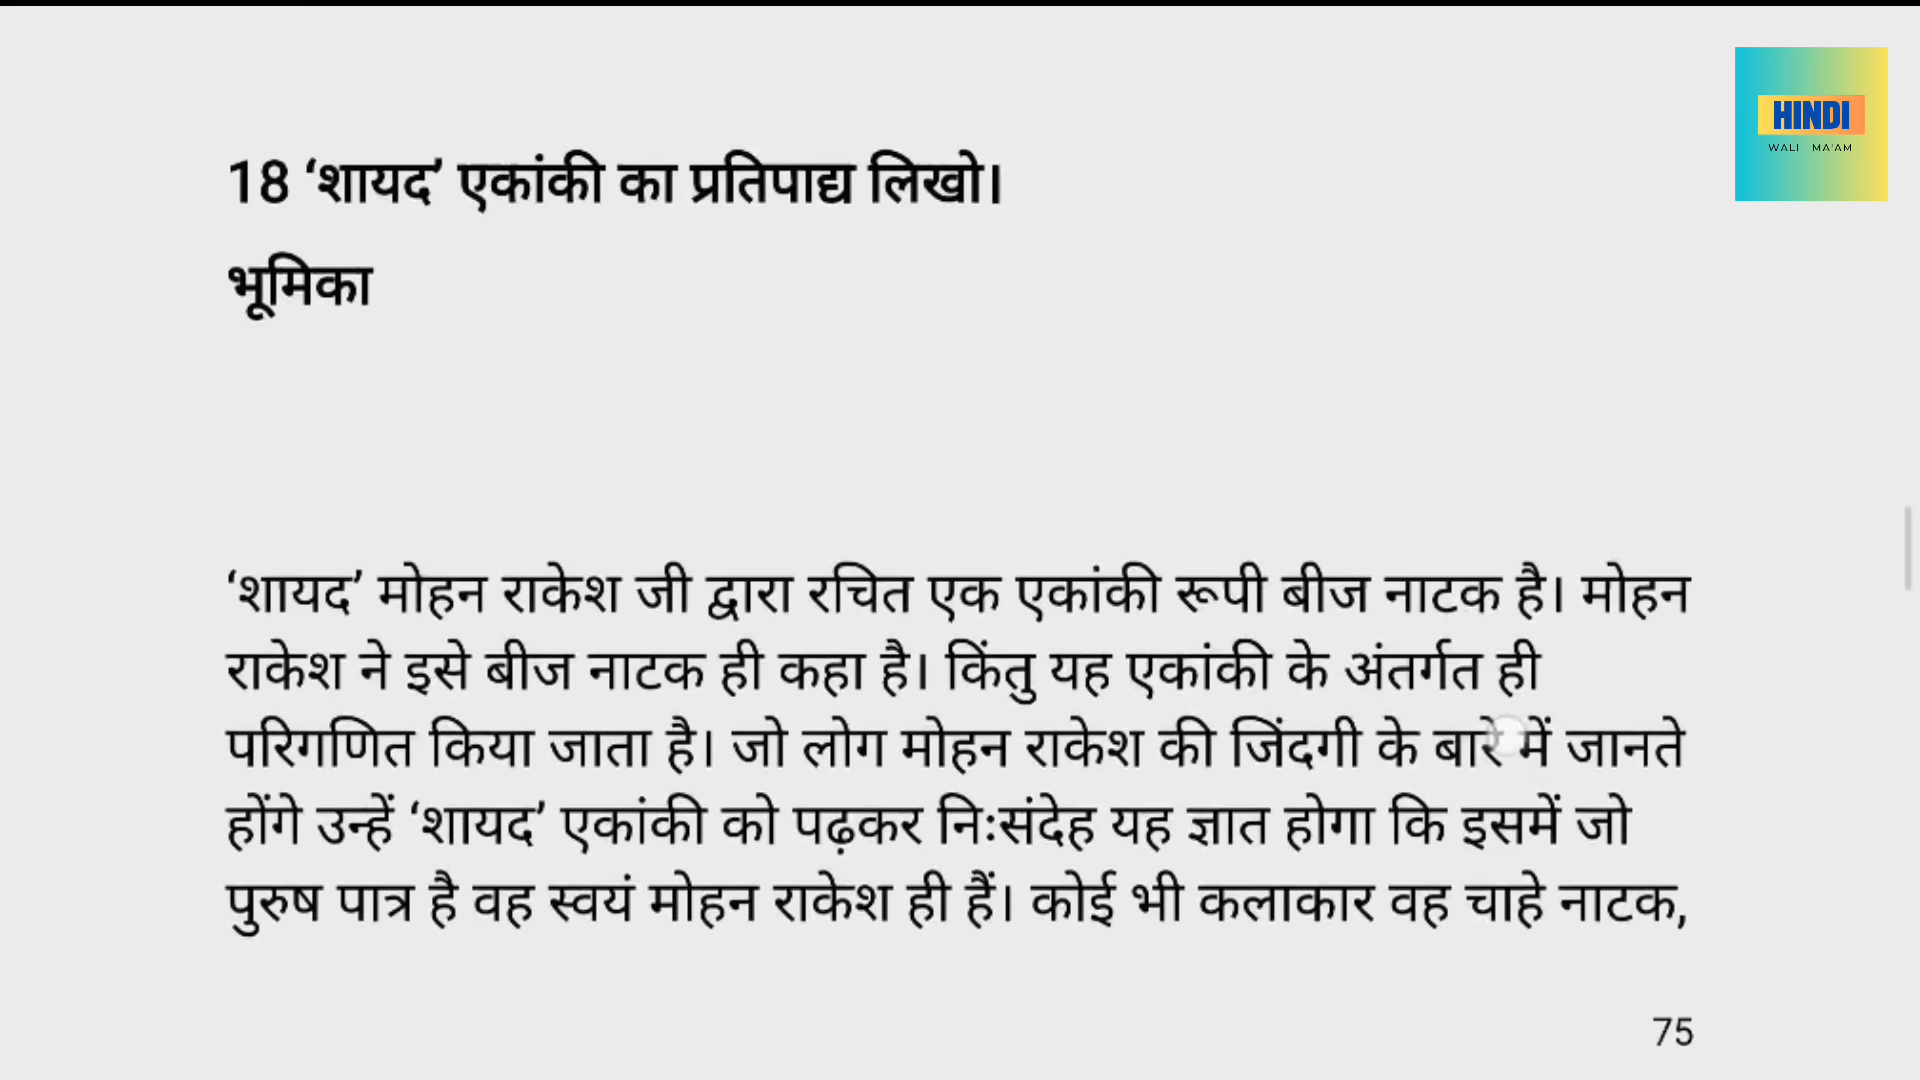 HINDI
WALI MA'AM
18 ‘शायद’ एकांकी का प्रतिपाद्य लिखो।
भूमिका
‘शायद’ मोहन राकेश जी द्वारा रचित एक एकांकी रूपी बीज नाटक है। मोहन
राकेश ने इसे बीज नाटक ही कहा है। किंतु यह एकांकी के अंतर्गत ही
परिगणित किया जाता है। जो लोग मोहन राकेश की जिंदगी के बारे में जानते
होंगे उन्हें ‘शायद’ एकांकी को पढ़कर निःसंदेह यह ज्ञात होगा कि इसमें जो
पुरुष पात्र है वह स्वयं मोहन राकेश ही हैं। कोई भी कलाकार वह चाहे नाटक,
75